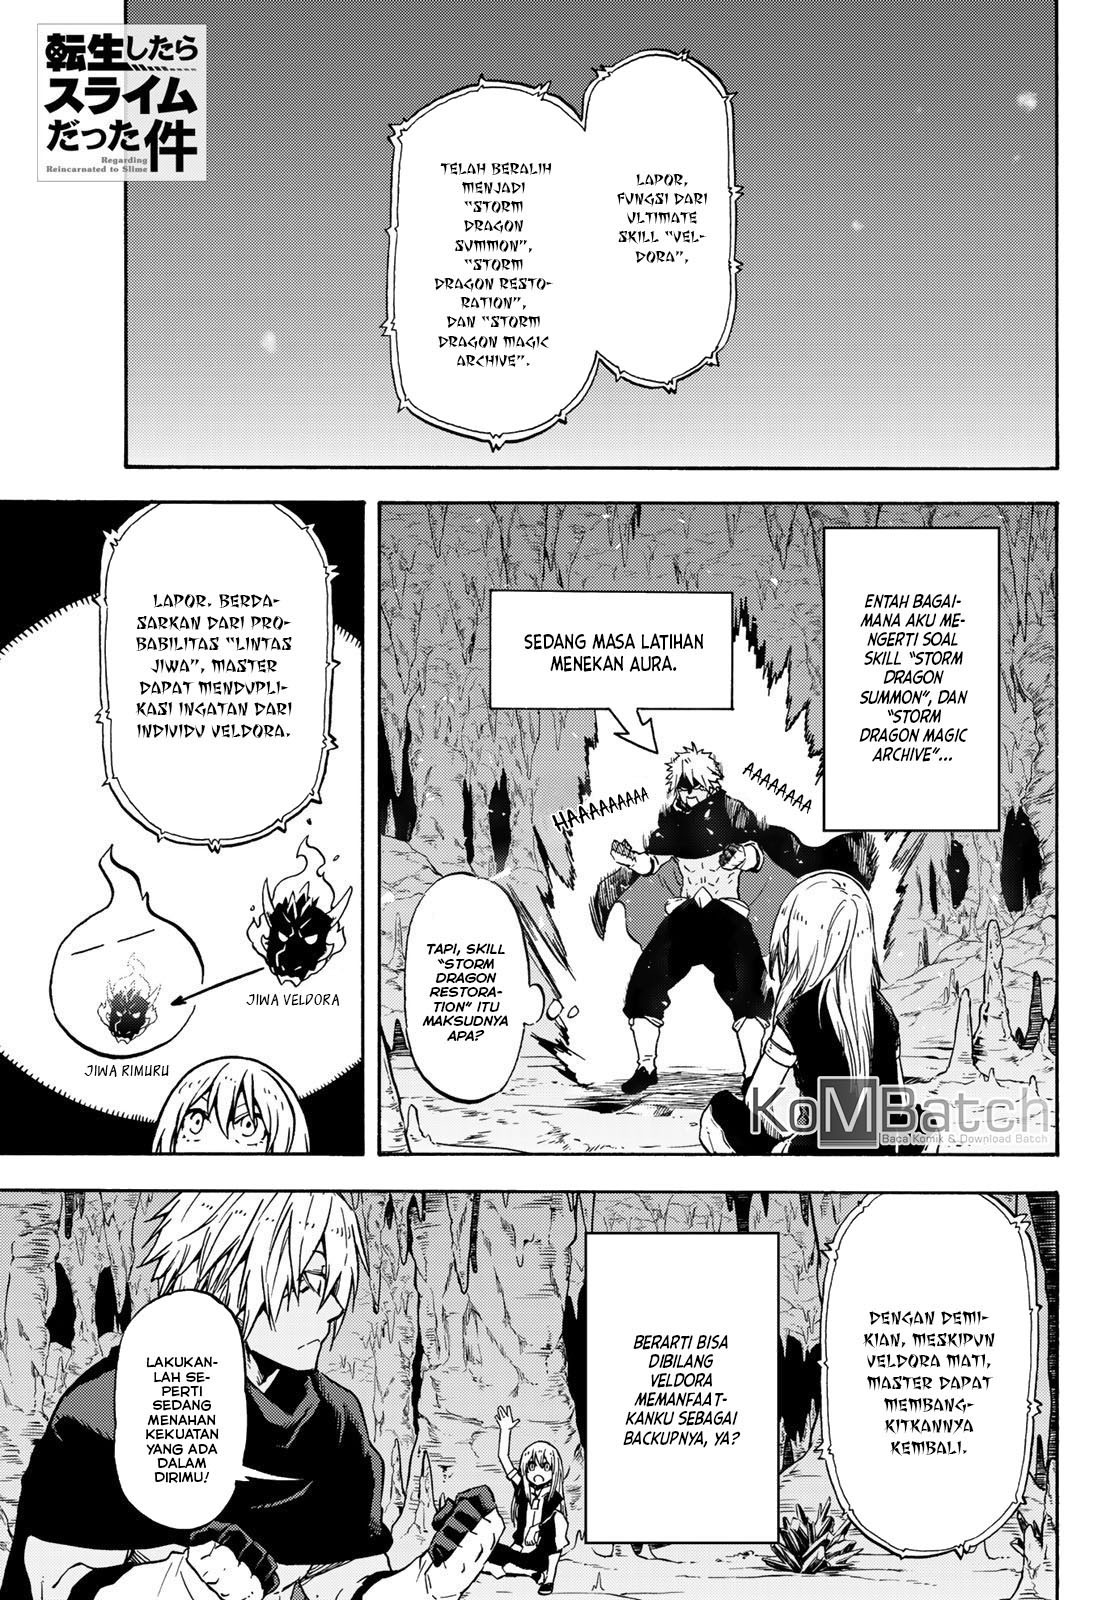 転生したら
スライム
だった件
Regarding
Reincarnated to Slime
LAPOR,
FUNGSI DARI
ULTIMATE
SKILL "VEL-
DORA",
TELAH BERALIH
MENJADI
"STORM
DRAGON
SUMMON",
"STORM
DRAGON RESTO-
RATION",
DAN "STORM
DRAGON MAGIC
ARCHIVE".
ENTAH BAGAI-
MANA AKU ME-
NGERTI SOAL
SKILL "STORM
DRAGON
SUMMON", DAN
"STORM
DRAGON MAGIC
ARCHIVE"...
SEDANG MASA LATIHAN
MENEKAN AURA.
HAAAAAAAAA
AAAAAAAA
TAPI, SKILL
"STORM
DRAGON
RESTORA-
TION" ITU
MAKSUDNYA
APA?
LAPOR. BERDA-
SARKAN DARI PRO-
BABILITAS "LINTAS
JIWA", MASTER
DAPAT MENDUPLI-
KASI INGATAN DARI
INDIVIDU VELDORA.
JIWA VELDORA
JIWA RIMURU
KoMBatch
Baca Komik & Download Batch
DENGAN DEMI-
KIAN, MESKIPUN
VELDORA MATI,
MASTER DAPAT
MEMBANG-
KITKANNYA
KEMBALI.
BERARTI BISA
DIBILANG
VELDORA
MEMANFAAT-
KANKU SEBAGAI
BACKUPNYA, YA?
LAKUKAN-
LAH SE-
PERTI
SEDANG
MENAHAN
KEKUATAN
YANG ADA
DALAM
DIRIMU!